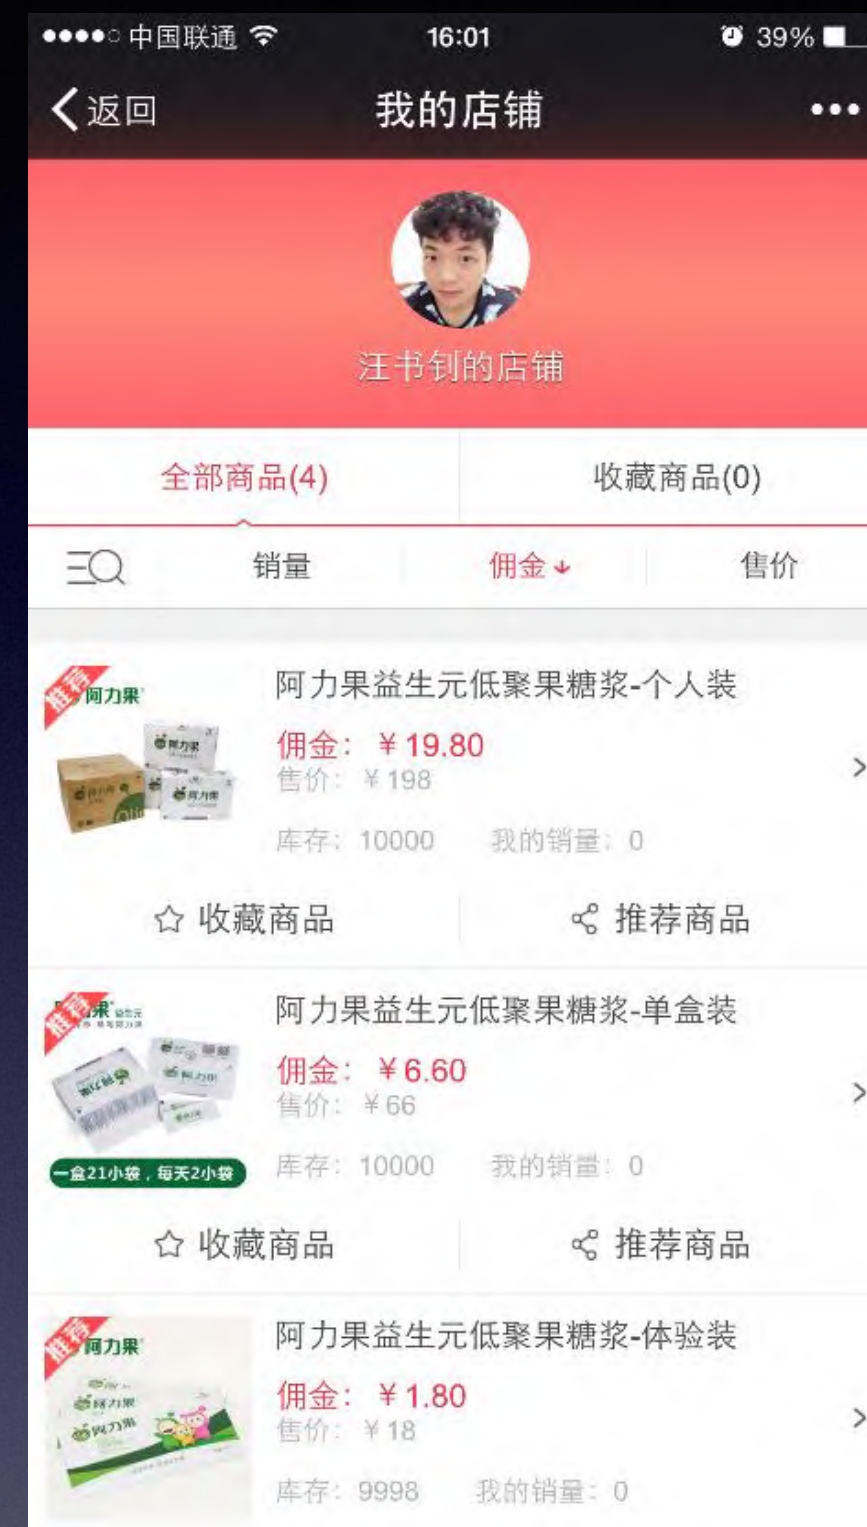 中国联通 16:01 39%
返回 我的店铺
汪书钊的店铺
全部商品(4) 收藏商品(0)
销量 佣金 售价
推荐
阿力果
阿力果益生元低聚果糖浆-个人装
佣金：￥19.80
售价：￥198
库存：10000 我的销量：0
收藏商品 推荐商品
推荐
阿力果益生元低聚果糖浆-单盒装
佣金：￥6.60
售价：￥66
一盒21小袋，每天2小袋
库存：10000 我的销量：0
收藏商品 推荐商品
推荐
阿力果
阿力果益生元低聚果糖浆-体验装
佣金：￥1.80
售价：￥18
库存：9998 我的销量：0